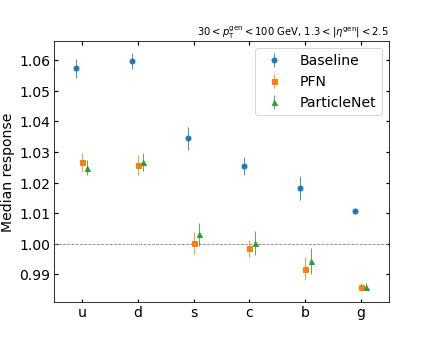 30 < p_T^gen < 100 GeV, 1.3 < |η^gen| < 2.5
Baseline
PFN
ParticleNet
Median response
1.06
1.05
1.04
1.03
1.02
1.01
1.00
0.99
u d s c b g